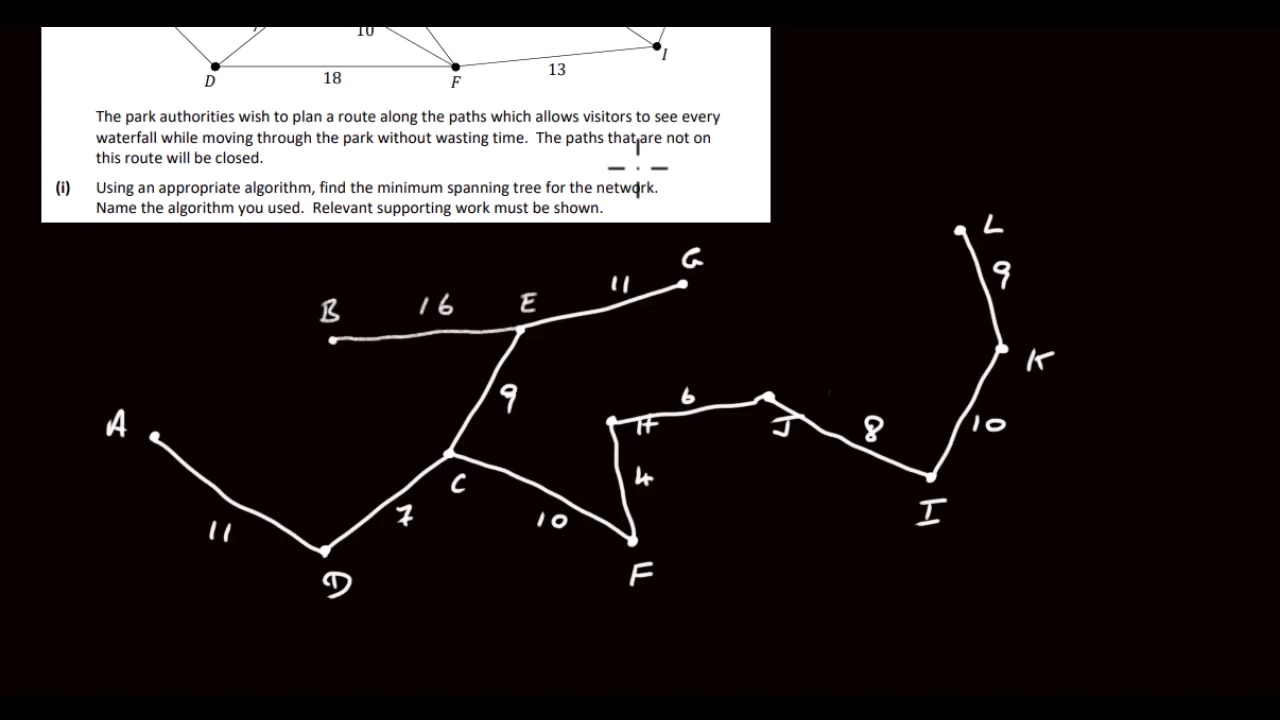 10
I
D
18
F
13
The park authorities wish to plan a route along the paths which allows visitors to see every
waterfall while moving through the park without wasting time. The paths that are not on
this route will be closed.
(i) Using an appropriate algorithm, find the minimum spanning tree for the network.
Name the algorithm you used. Relevant supporting work must be shown.
L
G
9
11
B
16
E
K
9
6
A
H
J
8
10
C
4
7
10
11
I
F
D